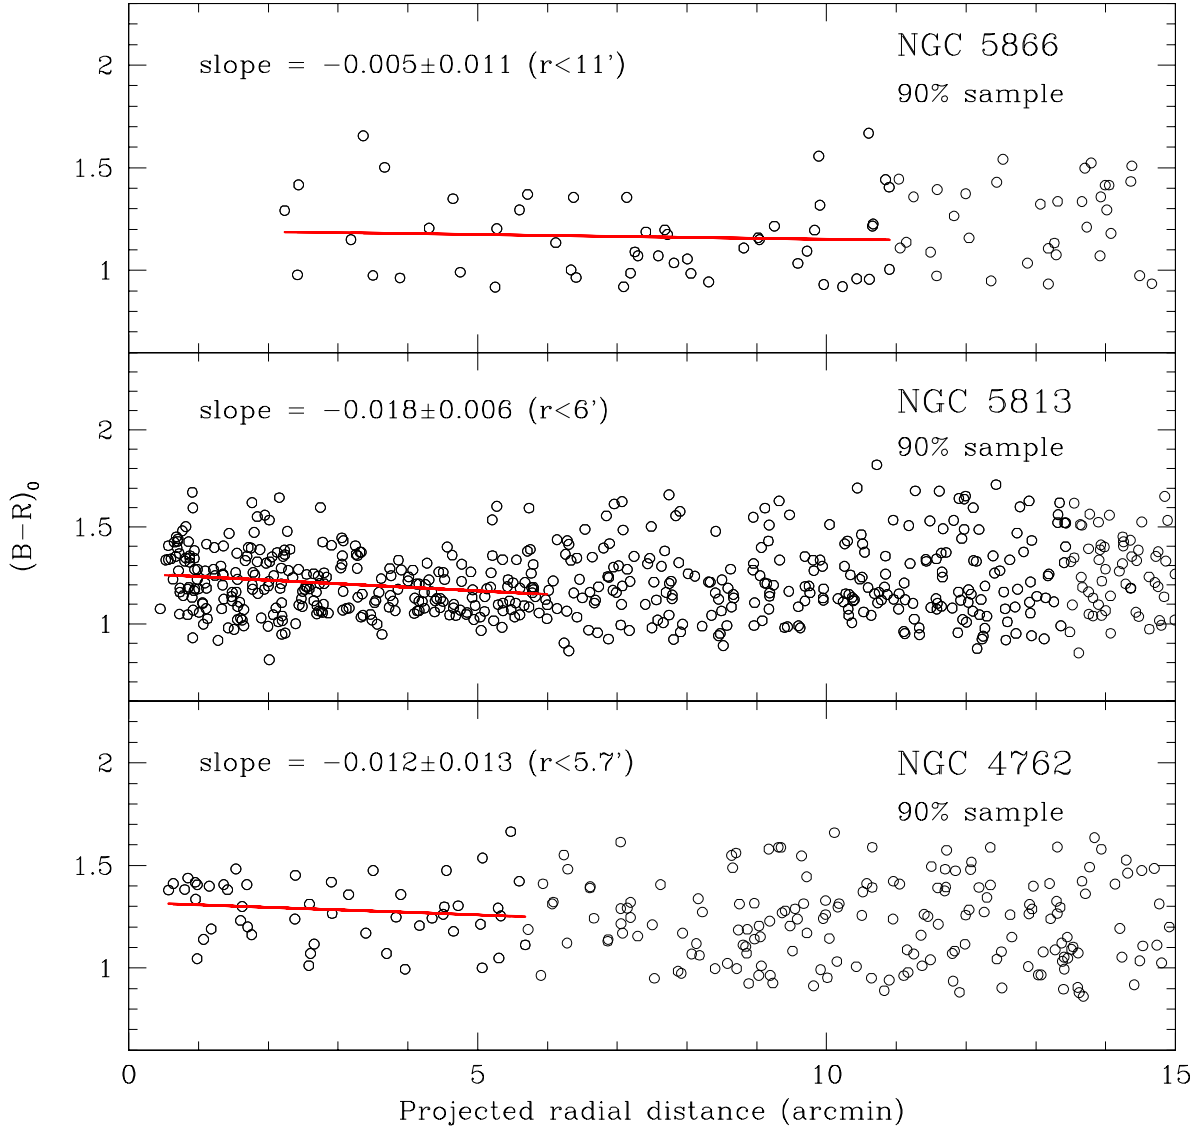 NGC 5866
slope = −0.005±0.011 (r<11')
90% sample
2
1.5
1
NGC 5813
slope = −0.018±0.006 (r<6')
90% sample
2
1.5
1
(B−R)₀
NGC 4762
slope = −0.012±0.013 (r<5.7')
90% sample
2
1.5
1
0 5 10 15
Projected radial distance (arcmin)